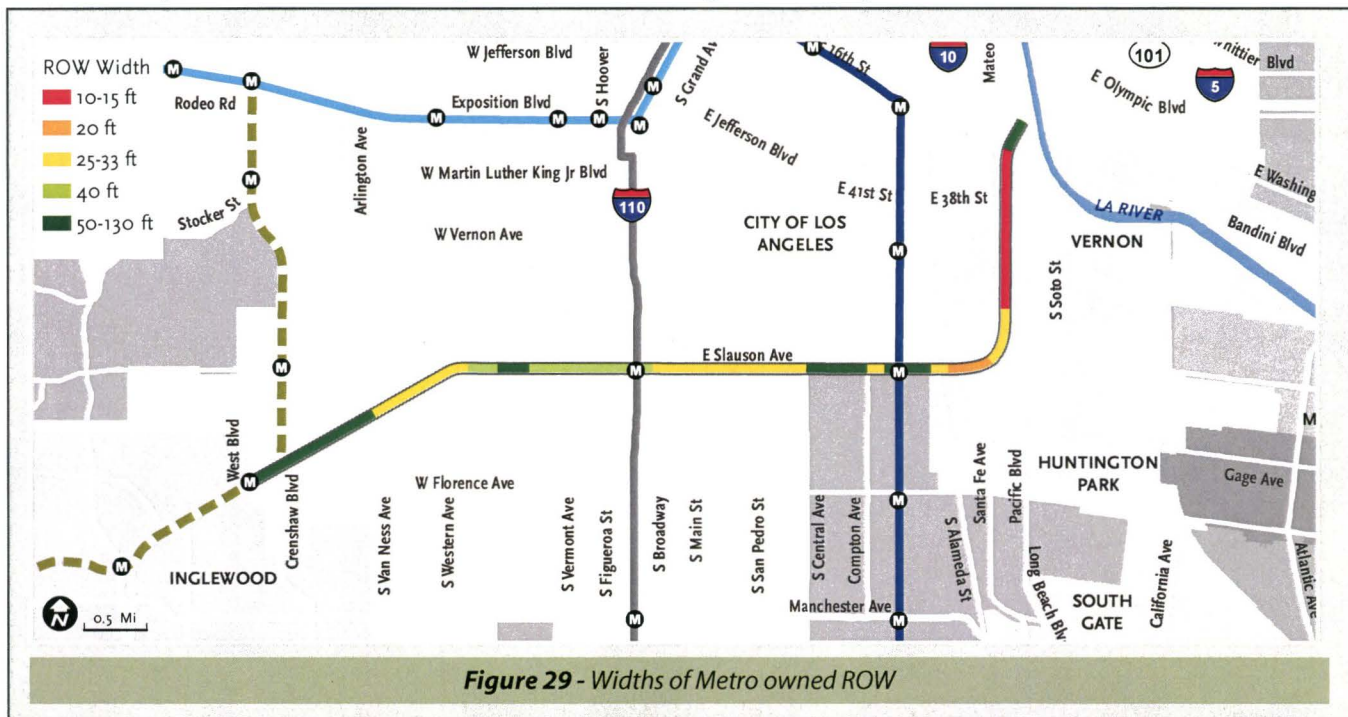 ROW Width
10-15 ft
20 ft
25-33 ft
40 ft
50-130 ft
M
M
Rodeo Rd
M
Stocker St
Arlington Ave
W Jefferson Blvd
Exposition Blvd
S Hoover
M
M
M
M
M
S Grand Ave
W Martin Luther King Jr Blvd
110
W Vernon Ave
E Jefferson Blvd
M
16th St
M
10
Mateo
101
5
Whittier Blvd
E Olympic Blvd
E Washing
CITY OF LOS
ANGELES
E 41st St
E 38th St
M
LA RIVER
VERNON
Bandini Blvd
S Soto St
M
E Slauson Ave
M
M
West Blvd
M
Crenshaw Blvd
W Florence Ave
M
INGLEWOOD
S Van Ness Ave
S Western Ave
S Vermont Ave
S Figueroa St
S Broadway
S Main St
S San Pedro St
S Central Ave
Compton Ave
M
S Alameda St
Santa Fe Ave
Pacific Blvd
Long Beach Blv
HUNTINGTON
PARK
M
Gage Ave
California Ave
Atlantic Ave
SOUTH
GATE
Manchester Ave
M
M
N
0.5 Mi
Figure 29 - Widths of Metro owned ROW